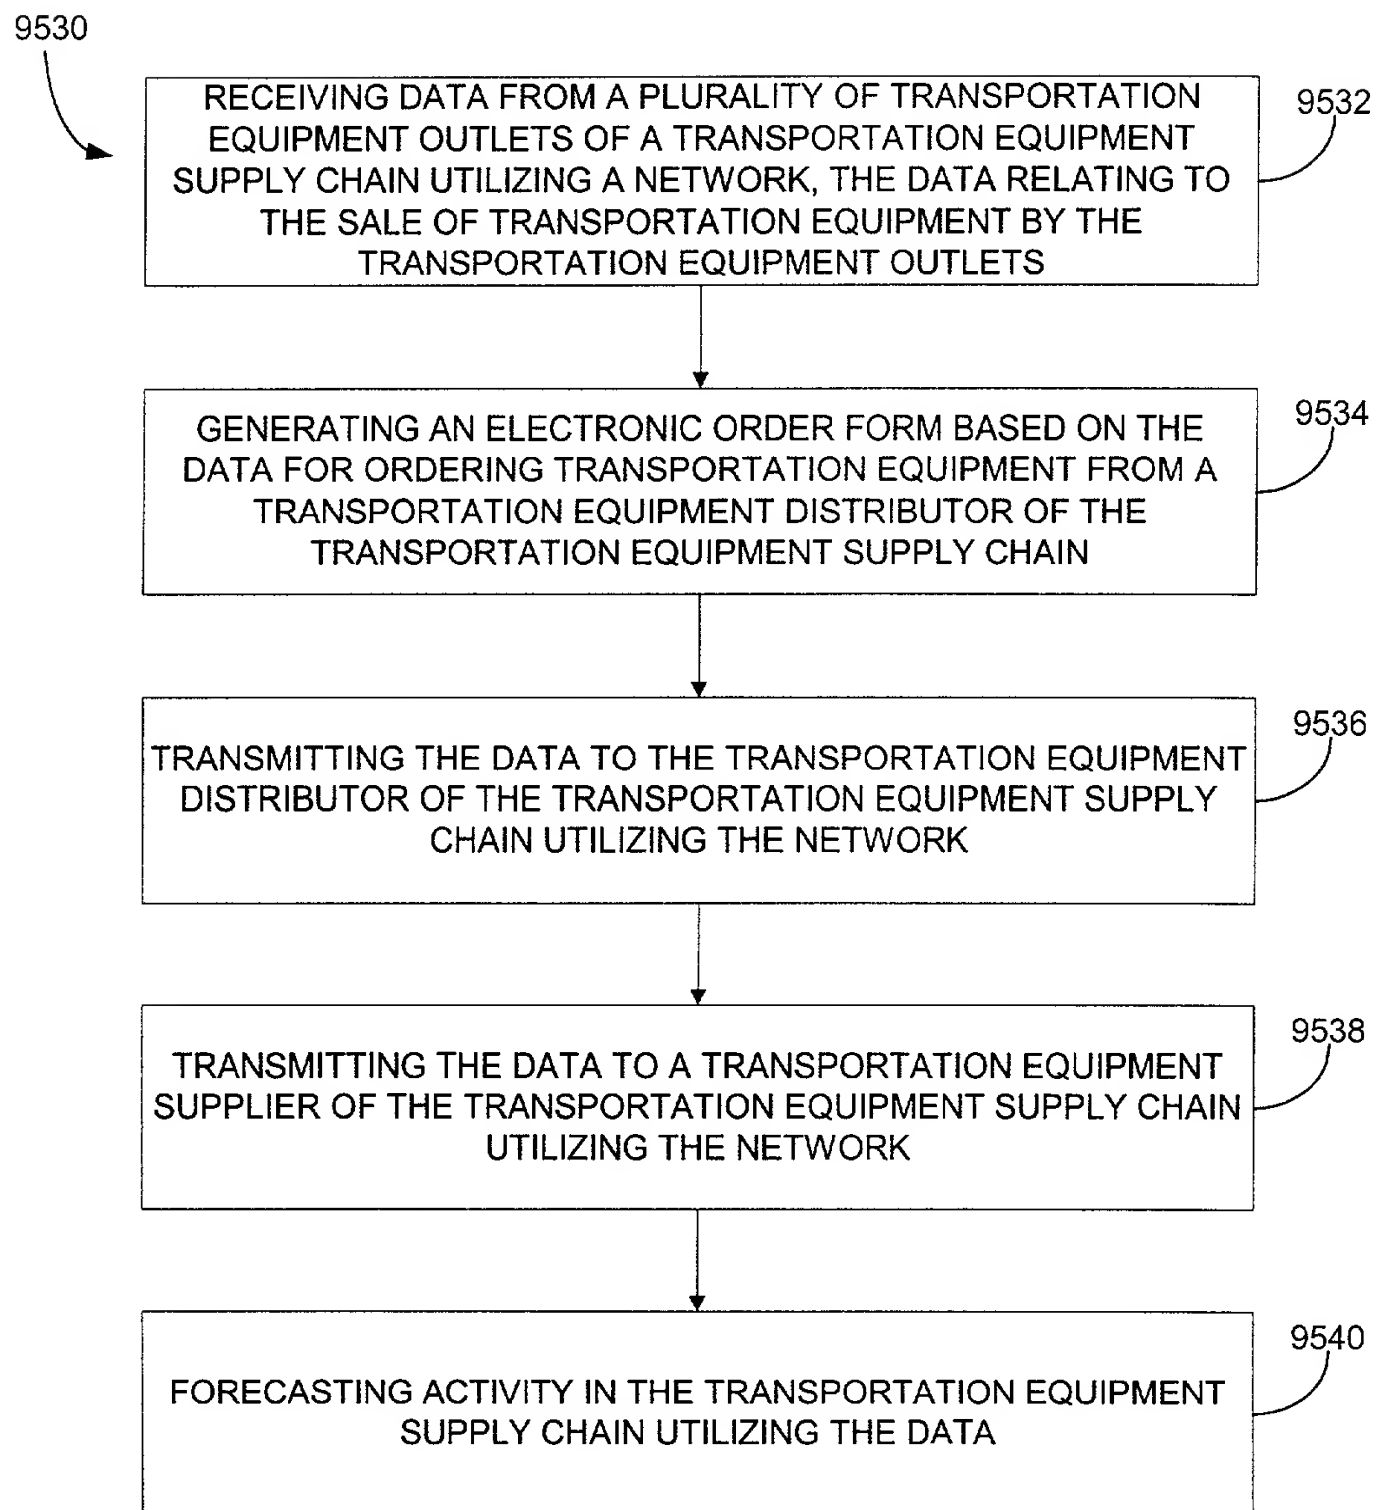 9530
RECEIVING DATA FROM A PLURALITY OF TRANSPORTATION
EQUIPMENT OUTLETS OF A TRANSPORTATION EQUIPMENT
SUPPLY CHAIN UTILIZING A NETWORK, THE DATA RELATING TO
THE SALE OF TRANSPORTATION EQUIPMENT BY THE
TRANSPORTATION EQUIPMENT OUTLETS
9532
GENERATING AN ELECTRONIC ORDER FORM BASED ON THE
DATA FOR ORDERING TRANSPORTATION EQUIPMENT FROM A
TRANSPORTATION EQUIPMENT DISTRIBUTOR OF THE
TRANSPORTATION EQUIPMENT SUPPLY CHAIN
9534
TRANSMITTING THE DATA TO THE TRANSPORTATION EQUIPMENT
DISTRIBUTOR OF THE TRANSPORTATION EQUIPMENT SUPPLY
CHAIN UTILIZING THE NETWORK
9536
TRANSMITTING THE DATA TO A TRANSPORTATION EQUIPMENT
SUPPLIER OF THE TRANSPORTATION EQUIPMENT SUPPLY CHAIN
UTILIZING THE NETWORK
9538
FORECASTING ACTIVITY IN THE TRANSPORTATION EQUIPMENT
SUPPLY CHAIN UTILIZING THE DATA
9540